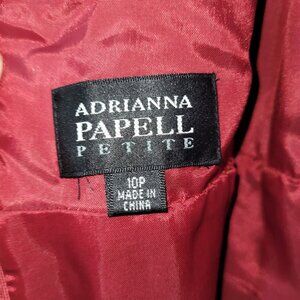 ADRIANNA
PAPELL
PETITE
10P
MADE IN
CHINA